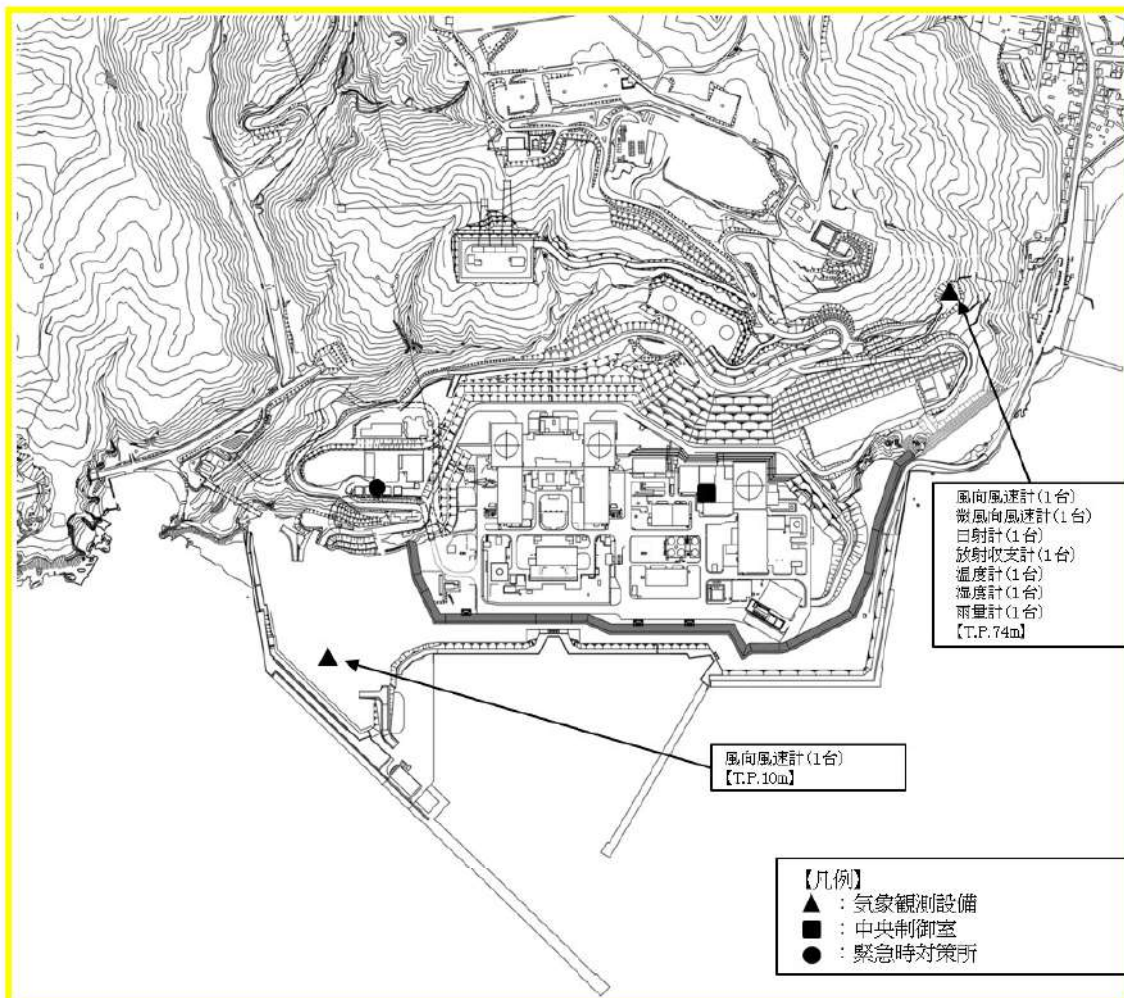 風向風速計(1台)
微風向風速計(1台)
日射計(1台)
放射収支計(1台)
温度計(1台)
湿度計(1台)
雨量計(1台)
【T.P.74m】
風向風速計(1台)
【T.P.10m】
【凡例】
▲ : 気象観測設備
■ : 中央制御室
● : 緊急時対策所